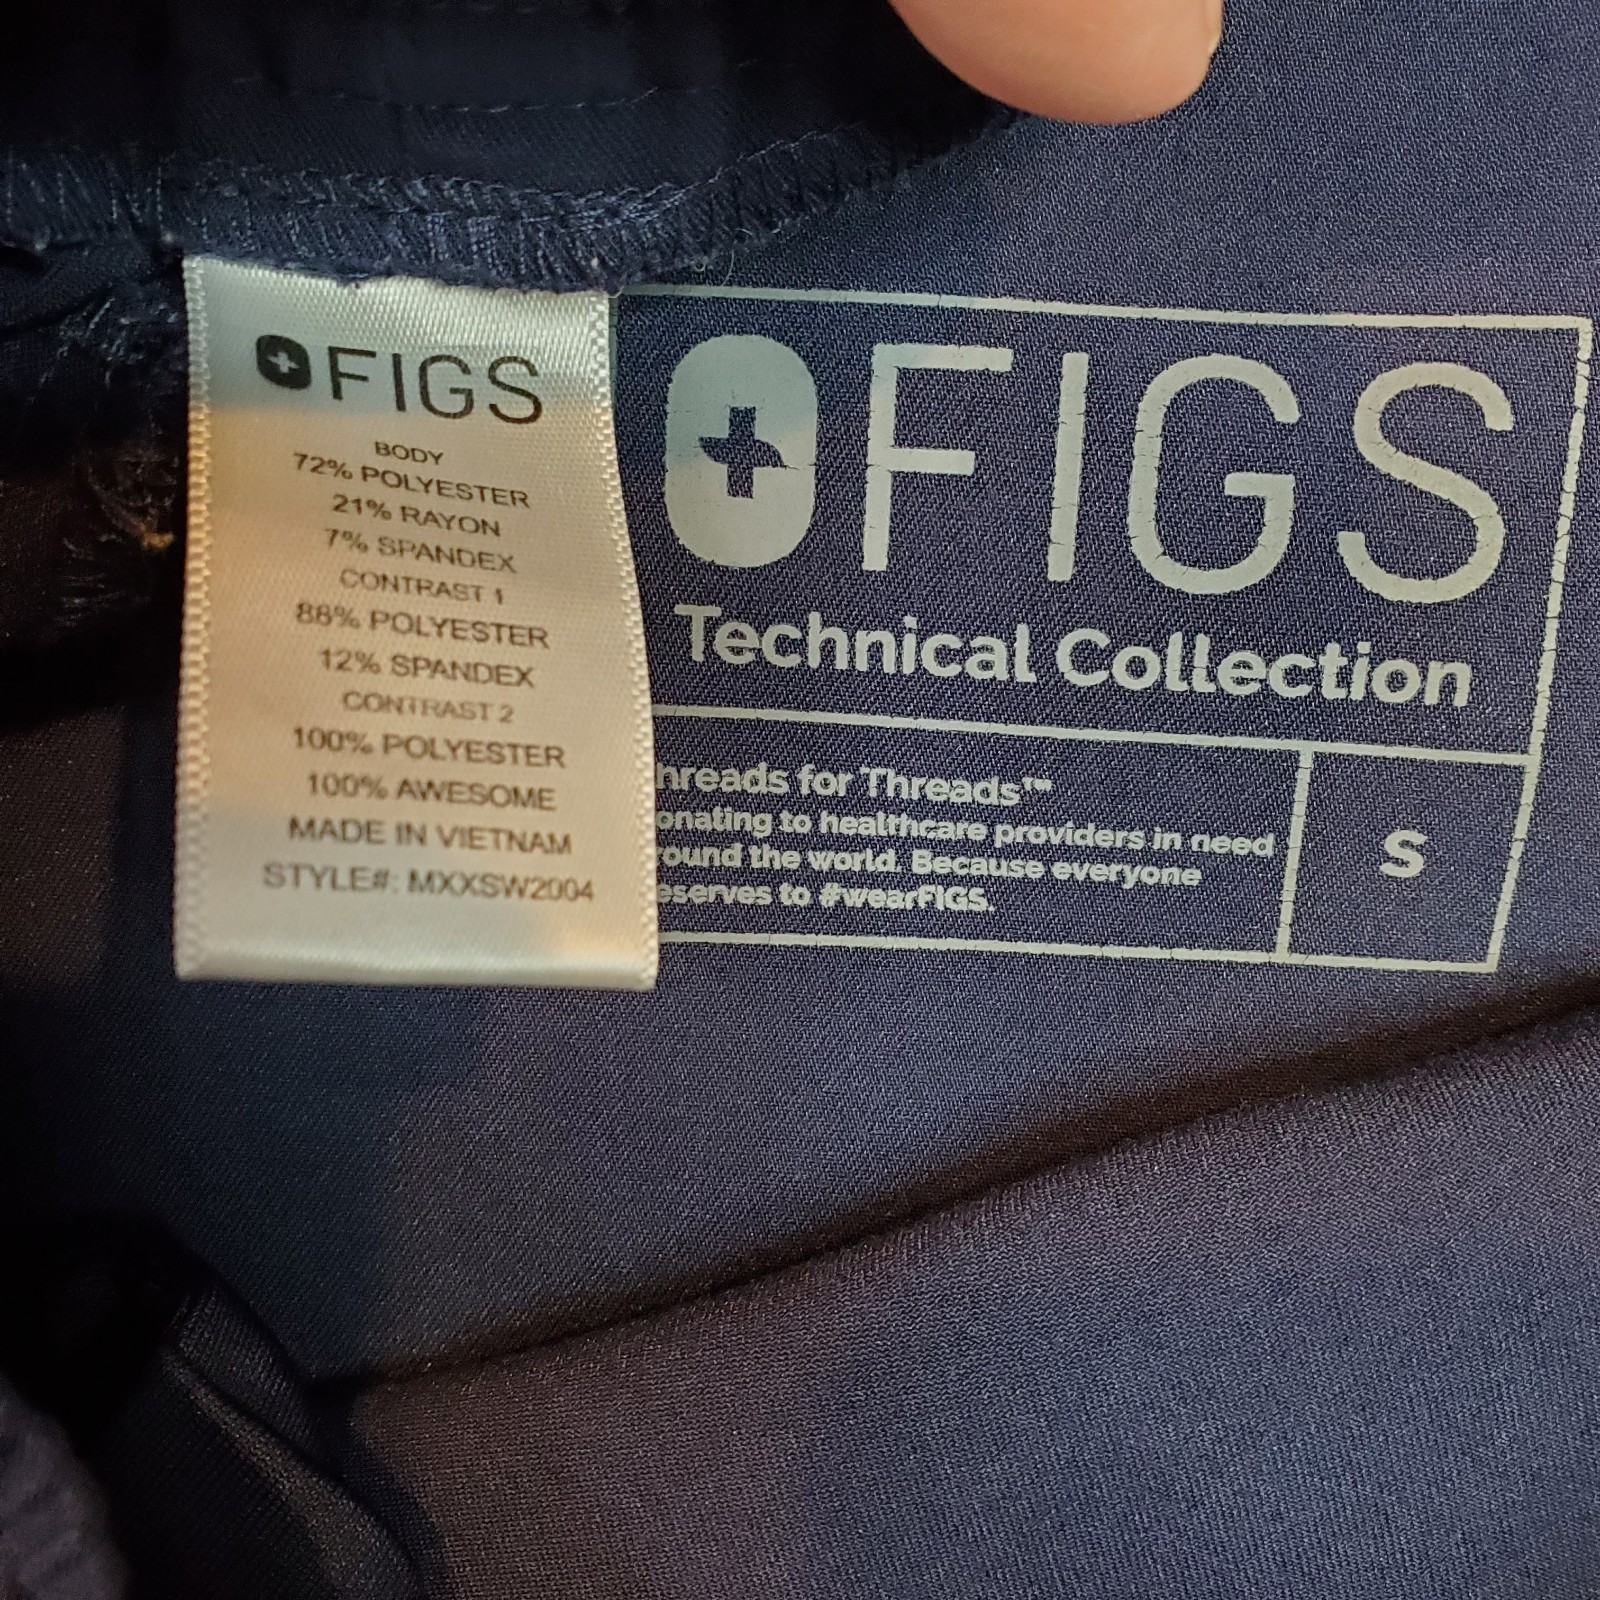 FIGS
BODY
72% POLYESTER
21% RAYON
7% SPANDEX
CONTRAST 1
88% POLYESTER
12% SPANDEX
CONTRAST 2
100% POLYESTER
100% AWESOME
MADE IN VIETNAM
STYLE#: MXXSW2004
FIGS
Technical Collection
hreads for Threads™
onating to healthcare providers in need
round the world. Because everyone
eserves to #wearFIGS.
S